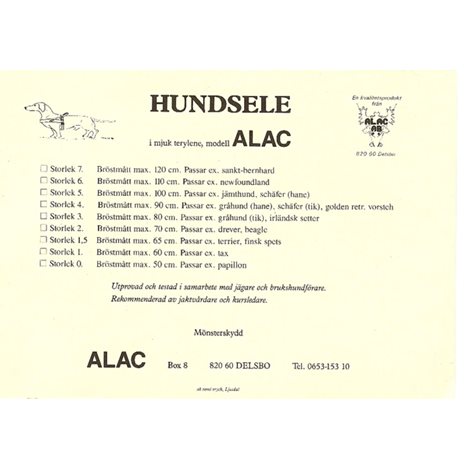 HUNDSELE
i mjuk terylene, modell ALAC
En kvalitetsprodukt
från
ALAC
AB
820 60 Delsbo
Storlek 7. Bröstmått max. 120 cm. Passar ex. sankt-bernhard
Storlek 6. Bröstmått max. 110 cm. Passar ex. newfoundland
Storlek 5. Bröstmått max. 100 cm. Passar ex. jämthund, schäfer (hane)
Storlek 4. Bröstmått max. 90 cm. Passar ex. gråhund (hane), schäfer (tik), golden retr. vorsteh
Storlek 3. Bröstmått max. 80 cm. Passar ex. gråhund (tik), irländsk setter
Storlek 2. Bröstmått max. 70 cm. Passar ex. drever, beagle
Storlek 1,5 Bröstmått max. 65 cm. Passar ex. terrier, finsk spets
Storlek 1. Bröstmått max. 60 cm. Passar ex. tax
Storlek 0. Bröstmått max. 50 cm. Passar ex. papillon
Utprovad och testad i samarbete med jägare och brukshundförare.
Rekommenderad av jaktvårdare och kursledare.
Mönsterskydd
ALAC Box 8 820 60 DELSBO Tel. 0653-153 10
tryck, Ljusdal